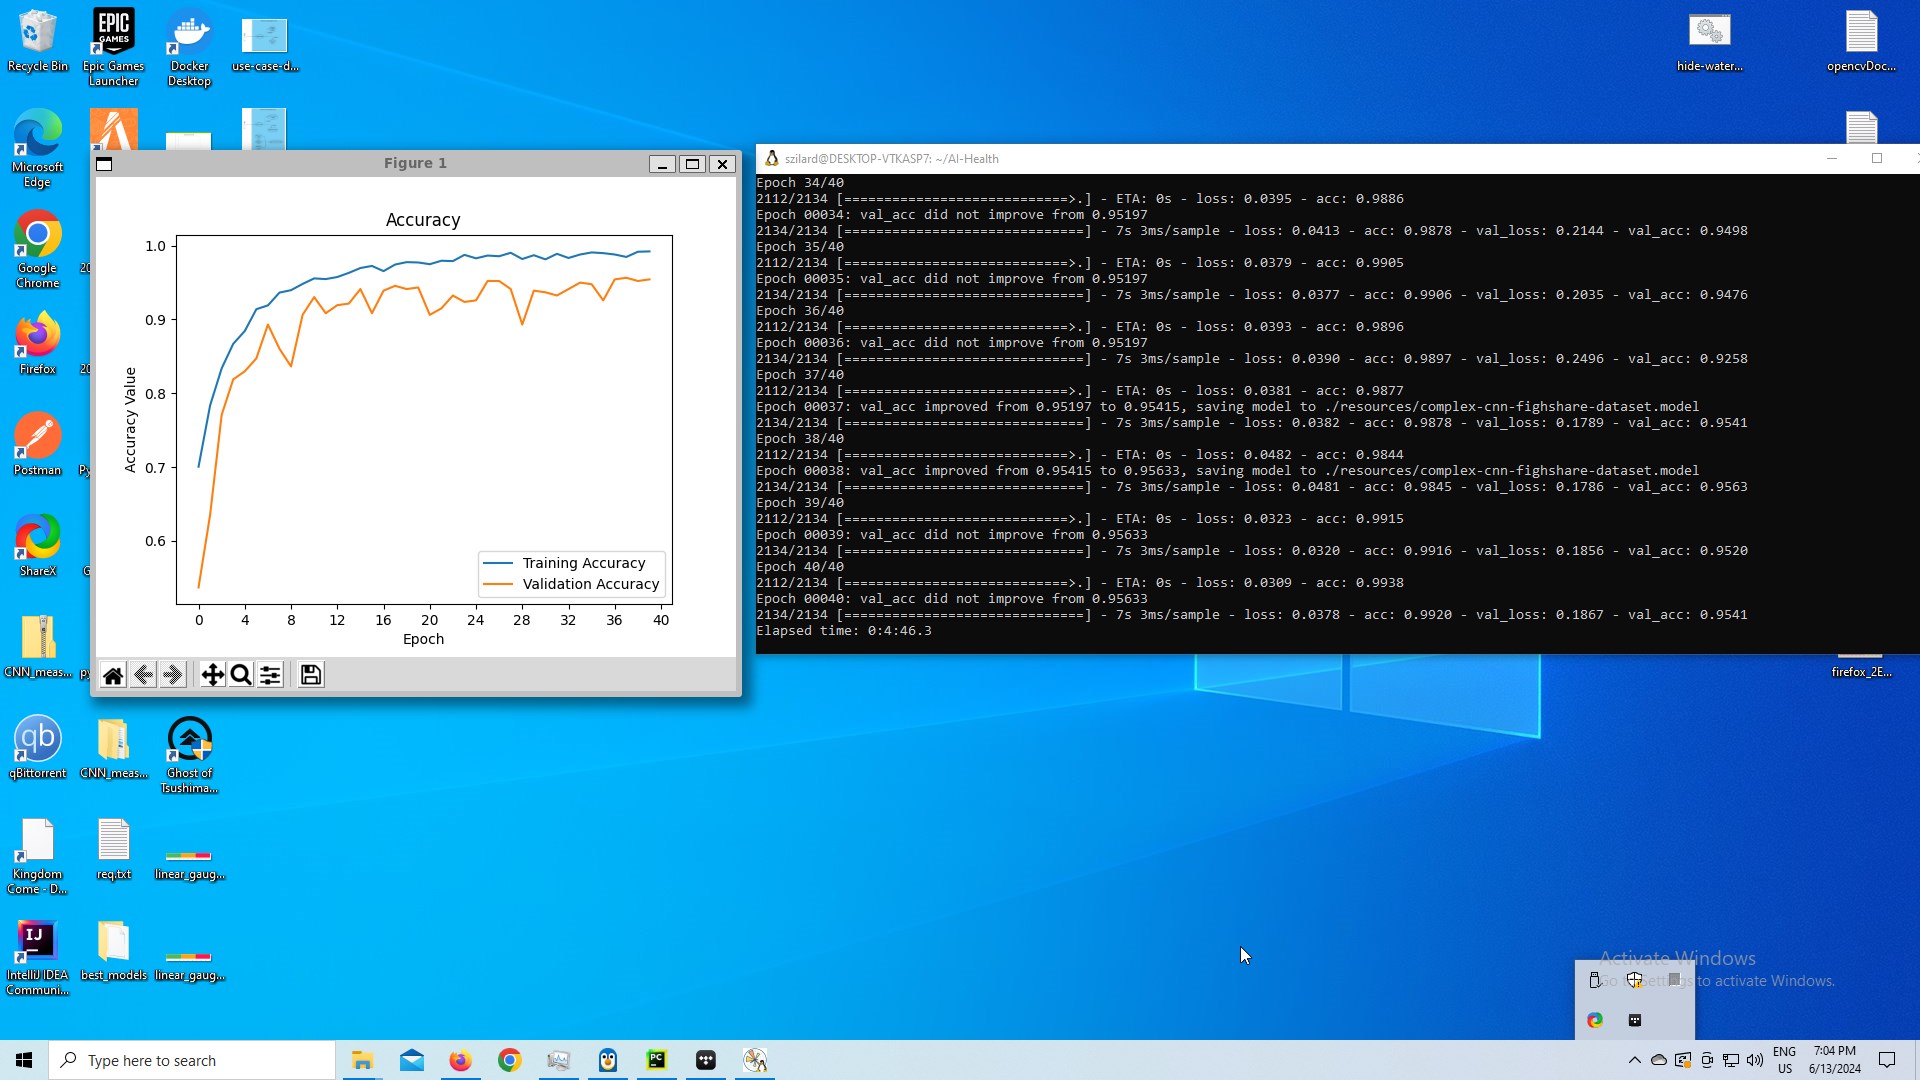 Recycle Bin
Epic Games
Launcher
Docker
Desktop
use-case-d...
hide-water...
opencvDoc...
EPIC
GAMES
Microsoft
Edge
Google
Chrome
Firefox
Postman
ShareX
CNN_meas...
qBittorrent
CNN_meas...
Ghost of
Tsushima...
Kingdom
Come - D...
req.txt
linear_gaug...
IntelliJ IDEA
Communi...
best_models
linear_gaug...
firefox_2E...
qb
IJ
Figure 1
Accuracy
1.0
0.9
0.8
0.7
0.6
Accuracy Value
Training Accuracy
Validation Accuracy
0 4 8 12 16 20 24 28 32 36 40
Epoch
szilard@DESKTOP-VTKASP7: ~/AI-Health
Epoch 34/40
2112/2134 [============================>.] - ETA: 0s - loss: 0.0395 - acc: 0.9886
Epoch 00034: val_acc did not improve from 0.95197
2134/2134 [==============================] - 7s 3ms/sample - loss: 0.0413 - acc: 0.9878 - val_loss: 0.2144 - val_acc: 0.9498
Epoch 35/40
2112/2134 [============================>.] - ETA: 0s - loss: 0.0379 - acc: 0.9905
Epoch 00035: val_acc did not improve from 0.95197
2134/2134 [==============================] - 7s 3ms/sample - loss: 0.0377 - acc: 0.9906 - val_loss: 0.2035 - val_acc: 0.9476
Epoch 36/40
2112/2134 [============================>.] - ETA: 0s - loss: 0.0393 - acc: 0.9896
Epoch 00036: val_acc did not improve from 0.95197
2134/2134 [==============================] - 7s 3ms/sample - loss: 0.0390 - acc: 0.9897 - val_loss: 0.2496 - val_acc: 0.9258
Epoch 37/40
2112/2134 [============================>.] - ETA: 0s - loss: 0.0381 - acc: 0.9877
Epoch 00037: val_acc improved from 0.95197 to 0.95415, saving model to ./resources/complex-cnn-fighshare-dataset.model
2134/2134 [==============================] - 7s 3ms/sample - loss: 0.0382 - acc: 0.9878 - val_loss: 0.1789 - val_acc: 0.9541
Epoch 38/40
2112/2134 [============================>.] - ETA: 0s - loss: 0.0482 - acc: 0.9844
Epoch 00038: val_acc improved from 0.95415 to 0.95633, saving model to ./resources/complex-cnn-fighshare-dataset.model
2134/2134 [==============================] - 7s 3ms/sample - loss: 0.0481 - acc: 0.9845 - val_loss: 0.1786 - val_acc: 0.9563
Epoch 39/40
2112/2134 [============================>.] - ETA: 0s - loss: 0.0323 - acc: 0.9915
Epoch 00039: val_acc did not improve from 0.95633
2134/2134 [==============================] - 7s 3ms/sample - loss: 0.0320 - acc: 0.9916 - val_loss: 0.1856 - val_acc: 0.9520
Epoch 40/40
2112/2134 [============================>.] - ETA: 0s - loss: 0.0309 - acc: 0.9938
Epoch 00040: val_acc did not improve from 0.95633
2134/2134 [==============================] - 7s 3ms/sample - loss: 0.0378 - acc: 0.9920 - val_loss: 0.1867 - val_acc: 0.9541
Elapsed time: 0:4:46.3
Activate Windows
Go to Settings to activate Windows.
Type here to search
PC
ENG
US
7:04 PM
6/13/2024